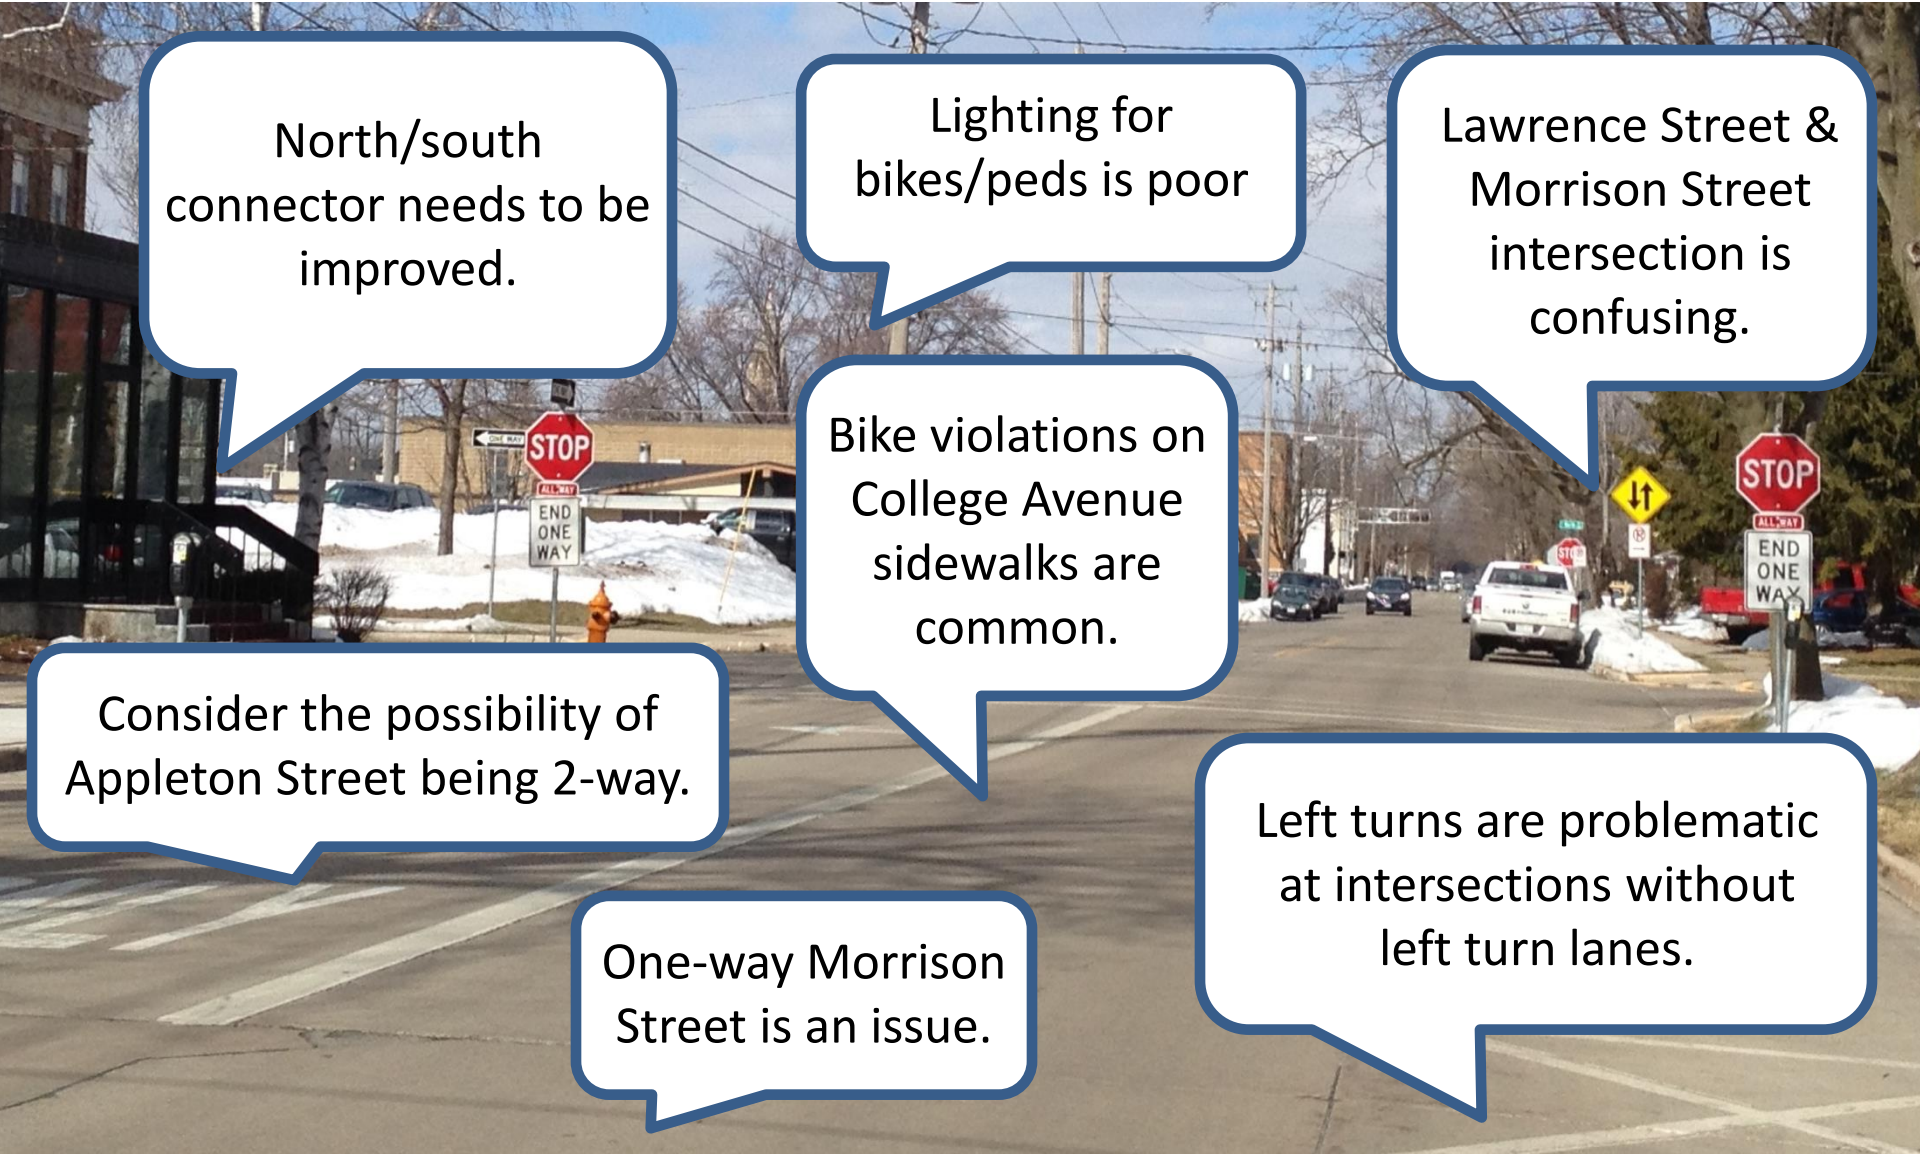 North/south
connector needs to be
improved.
Lighting for
bikes/peds is poor
Lawrence Street &
Morrison Street
intersection is
confusing.
Bike violations on
College Avenue
sidewalks are
common.
Consider the possibility of
Appleton Street being 2-way.
One-way Morrison
Street is an issue.
Left turns are problematic
at intersections without
left turn lanes.
ONE WAY
STOP
ALL WAY
END
ONE
WAY
STOP
STOP
ALL WAY
END
ONE
WAY